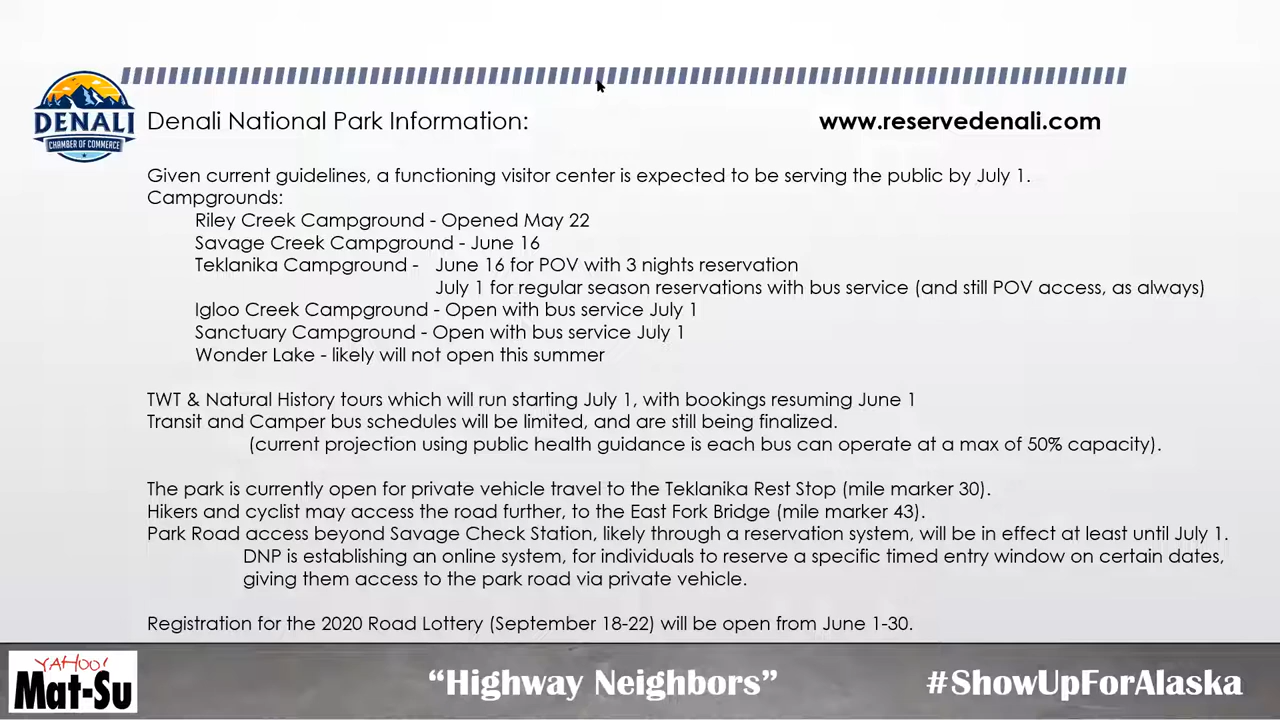 DENALI
CHAMBER OF COMMERCE
Denali National Park Information:
www.reservedenali.com
Given current guidelines, a functioning visitor center is expected to be serving the public by July 1.
Campgrounds:
Riley Creek Campground - Opened May 22
Savage Creek Campground - June 16
Teklanika Campground - June 16 for POV with 3 nights reservation
July 1 for regular season reservations with bus service (and still POV access, as always)
Igloo Creek Campground - Open with bus service July 1
Sanctuary Campground - Open with bus service July 1
Wonder Lake - likely will not open this summer
TWT & Natural History tours which will run starting July 1, with bookings resuming June 1
Transit and Camper bus schedules will be limited, and are still being finalized.
(current projection using public health guidance is each bus can operate at a max of 50% capacity).
The park is currently open for private vehicle travel to the Teklanika Rest Stop (mile marker 30).
Hikers and cyclist may access the road further, to the East Fork Bridge (mile marker 43).
Park Road access beyond Savage Check Station, likely through a reservation system, will be in effect at least until July 1.
DNP is establishing an online system, for individuals to reserve a specific timed entry window on certain dates,
giving them access to the park road via private vehicle.
Registration for the 2020 Road Lottery (September 18-22) will be open from June 1-30.
YAHOO!
Mat-Su
“Highway Neighbors”
#ShowUpForAlaska